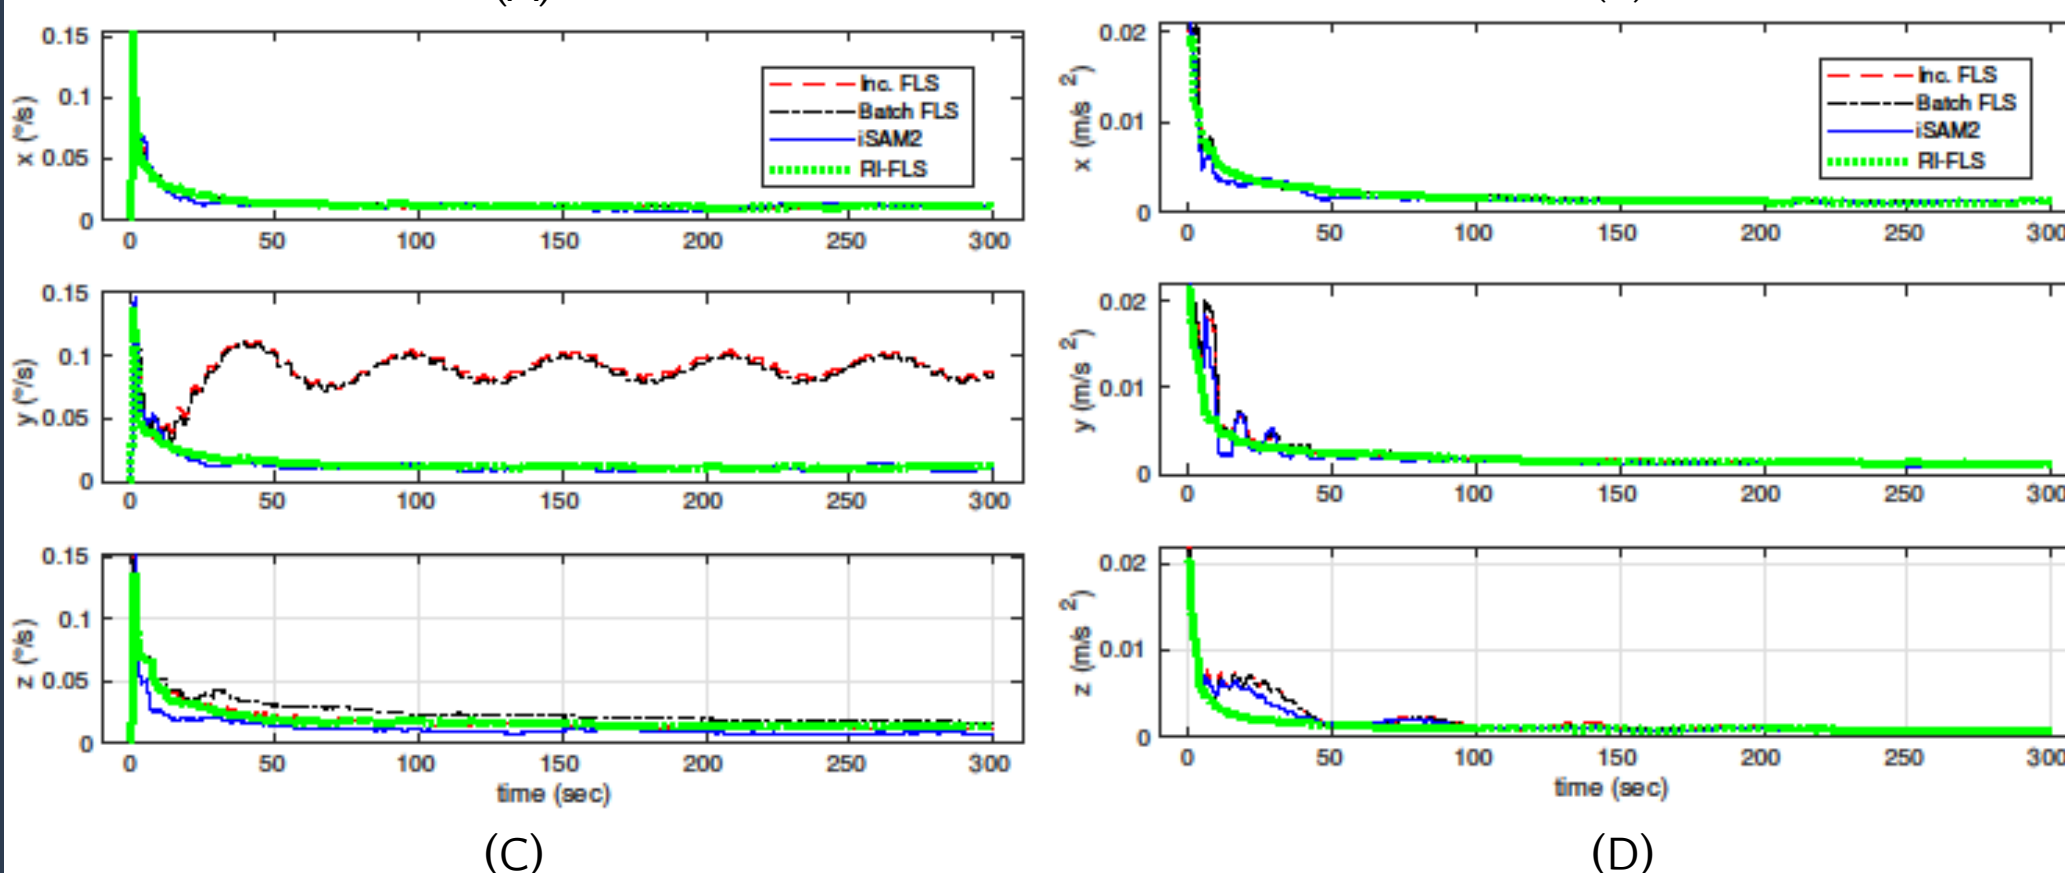 0.15
0.1
0.05
0
x (°/s)
Inc. FLS
Batch FLS
iSAM2
RI-FLS
0 50 100 150 200 250 300
0.15
0.1
0.05
0
y (°/s)
0 50 100 150 200 250 300
0.15
0.1
0.05
0
z (°/s)
0 50 100 150 200 250 300
time (sec)
(C)
0.02
0.01
0
x (m/s 2)
Inc. FLS
Batch FLS
iSAM2
RI-FLS
0 50 100 150 200 250 300
0.02
0.01
0
y (m/s 2)
0 50 100 150 200 250 300
0.02
0.01
0
z (m/s 2)
0 50 100 150 200 250 300
time (sec)
(D)